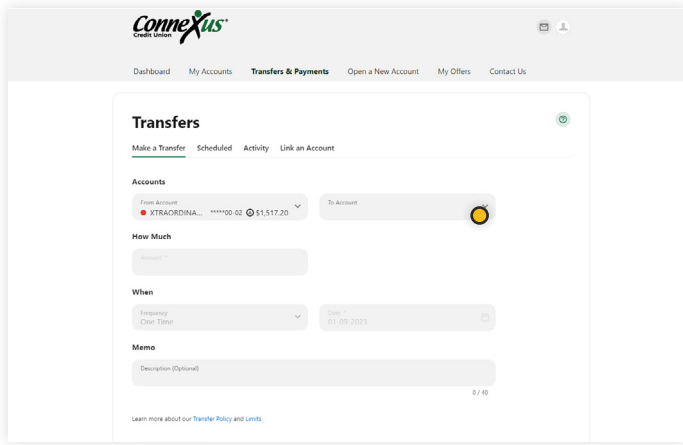 Connexus®
Credit Union
Dashboard My Accounts Transfers & Payments Open a New Account My Offers Contact Us
Transfers
Make a Transfer Scheduled Activity Link an Account
Accounts
From Account To Account
XTRAORDINA... *****00-02 $1,517.20
How Much
Amount *
When
Frequency Date *
One Time 01-09-2023
Memo
Description (Optional)
0 / 40
Learn more about our Transfer Policy and Limits